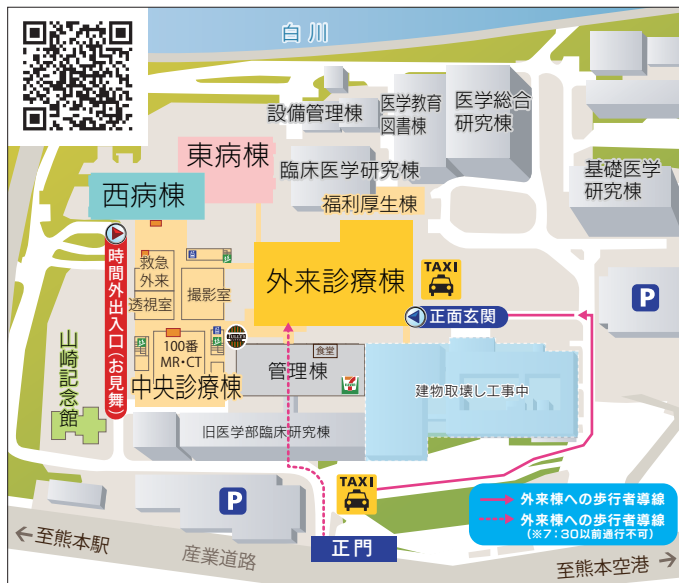 白川
設備管理棟
医学教育
図書棟
医学総合
研究棟
東病棟
臨床医学研究棟
基礎医学
研究棟
西病棟
福利厚生棟
救急
外来
透視室
撮影室
外来診療棟
TAXI
P
時間外出入口(お見舞)
正面玄関
山崎記念館
100番
MR・CT
中央診療棟
食堂
管理棟
建物取壊し工事中
旧医学部臨床研究棟
TAXI
P
外来棟への歩行者導線
外来棟への歩行者導線
(※7:30以前通行不可)
正門
至熊本駅
産業道路
至熊本空港